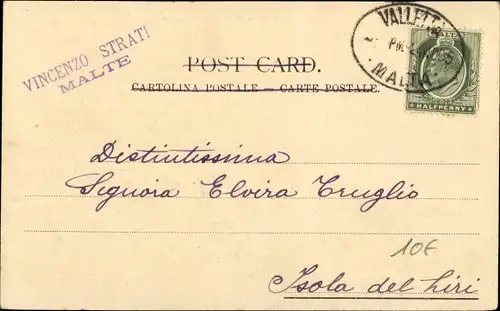 VINCENZO STRATI
MALTE
POST CARD.
CARTOLINA POSTALE — CARTE POSTALE.
VALLETTA
PM
MALTA
HALFPENNY
Distintissima
Signora Elvira Truglio
10€
Isola del Liri